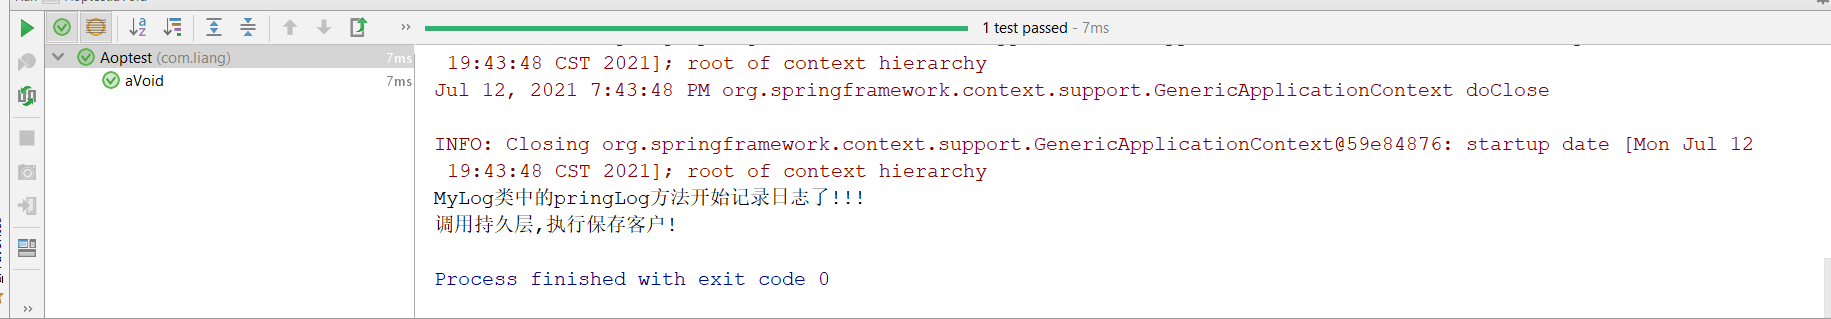 1 test passed - 7ms
Aoptest (com.liang) 7ms
aVoid 7ms
19:43:48 CST 2021]; root of context hierarchy
Jul 12, 2021 7:43:48 PM org.springframework.context.support.GenericApplicationContext doClose
INFO: Closing org.springframework.context.support.GenericApplicationContext@59e84876: startup date [Mon Jul 12
19:43:48 CST 2021]; root of context hierarchy
MyLog类中的pringLog方法开始记录日志了!!!
调用持久层,执行保存客户!
Process finished with exit code 0